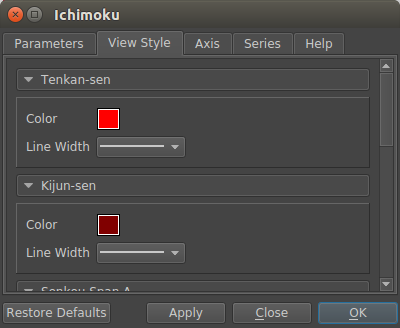 Ichimoku
Parameters View Style Axis Series Help
Tenkan-sen
Color
Line Width
Kijun-sen
Color
Line Width
Senkou Span A
Restore Defaults Apply Close OK